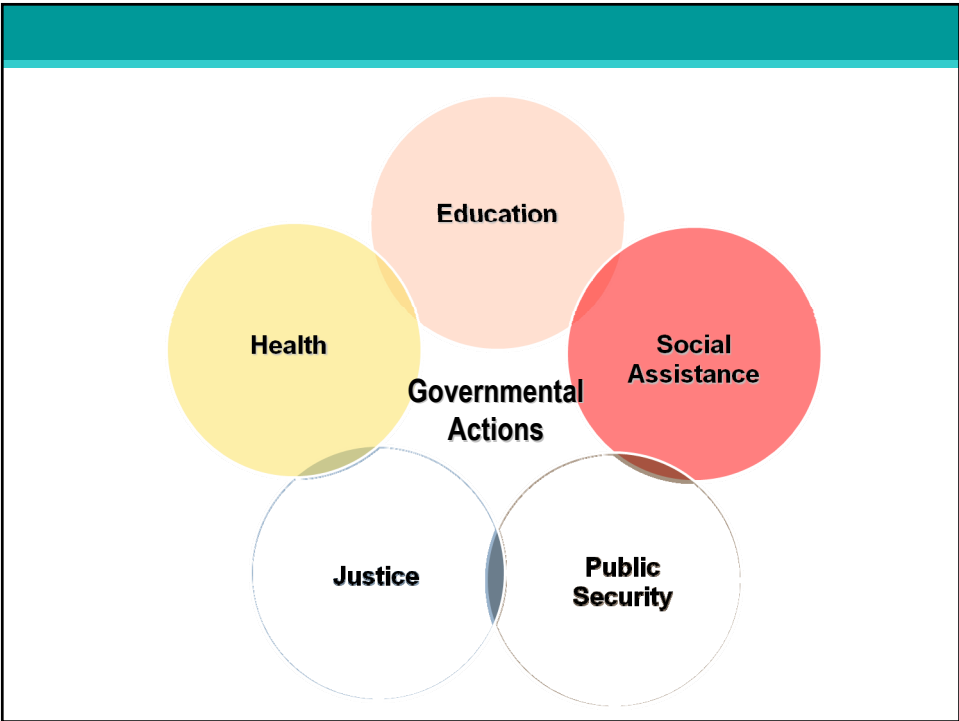 Education
Health
Social
Assistance
Governmental
Actions
Justice
Public
Security